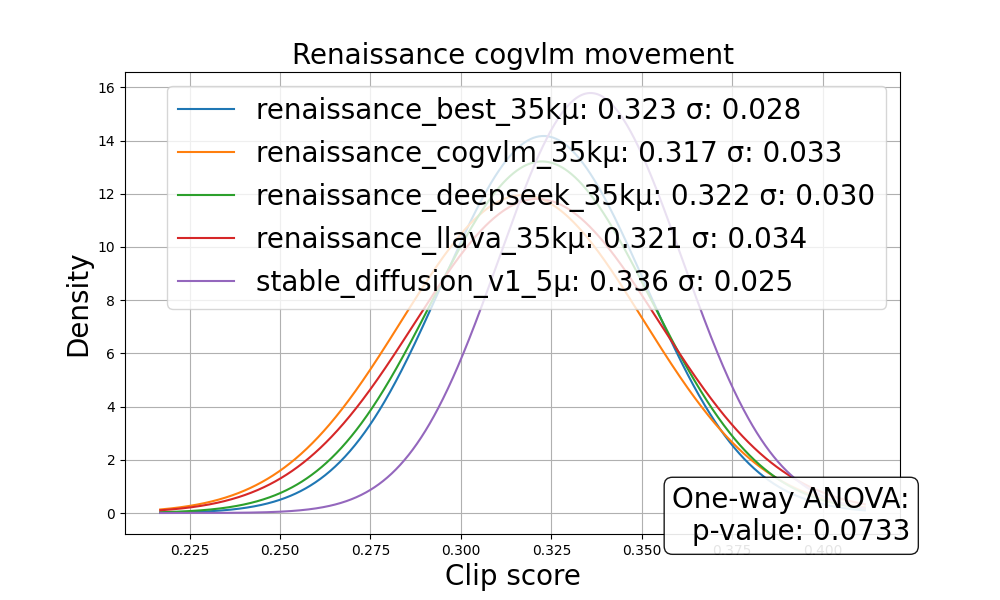 Renaissance cogvlm movement
16
14
12
10
8
6
4
2
0
Density
renaissance_best_35kμ: 0.323 σ: 0.028
renaissance_cogvlm_35kμ: 0.317 σ: 0.033
renaissance_deepseek_35kμ: 0.322 σ: 0.030
renaissance_llava_35kμ: 0.321 σ: 0.034
stable_diffusion_v1_5μ: 0.336 σ: 0.025
One-way ANOVA:
p-value: 0.0733
0.225 0.250 0.275 0.300 0.325 0.350 0.375 0.400
Clip score